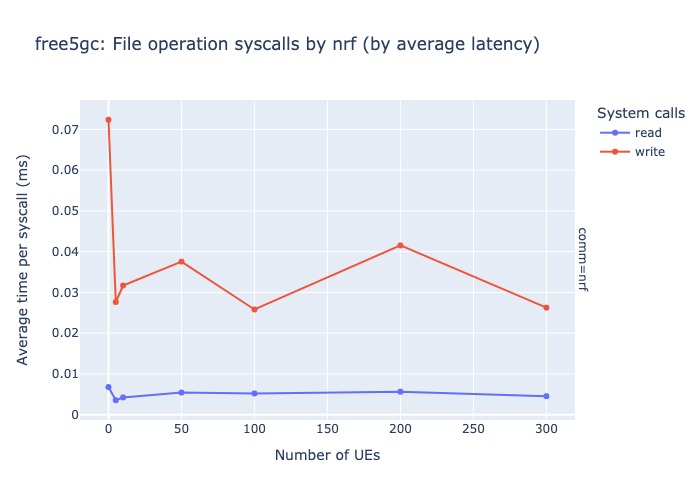 free5gc: File operation syscalls by nrf (by average latency)
System calls
read
write
0.07
0.06
0.05
0.04
0.03
0.02
0.01
0
Average time per syscall (ms)
comm=nrf
0
50
100
150
200
250
300
Number of UEs